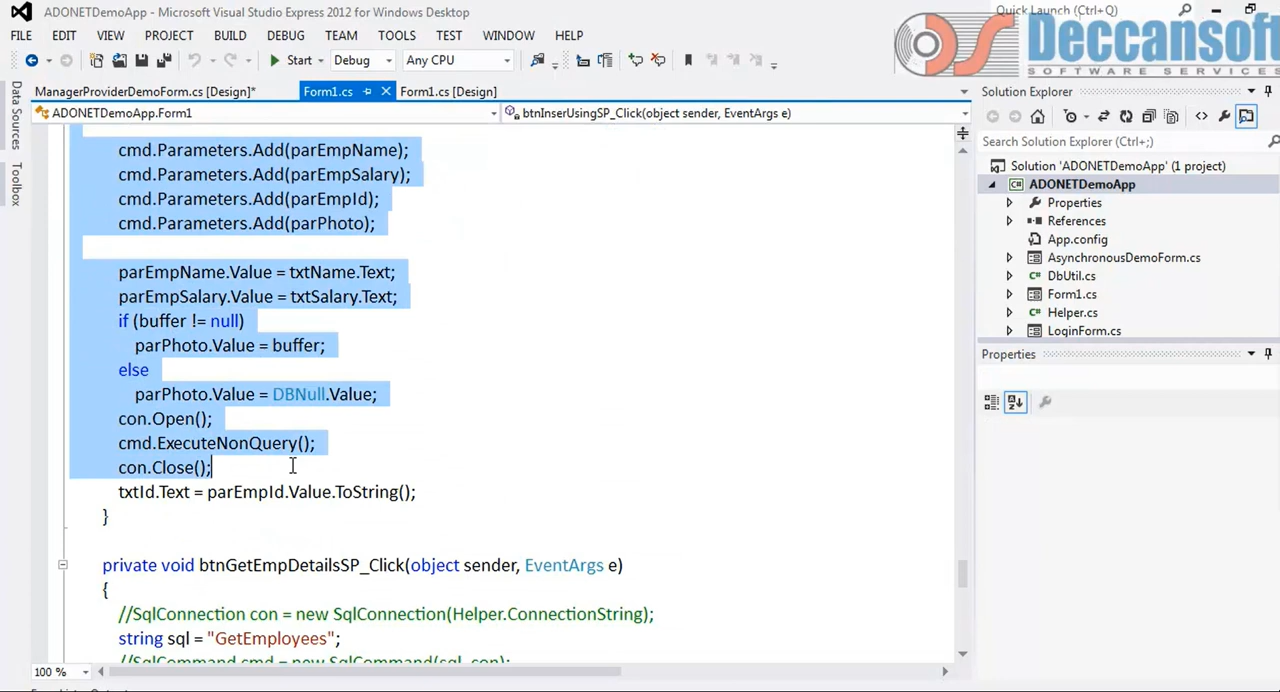 ADONETDemoApp - Microsoft Visual Studio Express 2012 for Windows Desktop
Quick Launch (Ctrl+Q)
FILE EDIT VIEW PROJECT BUILD DEBUG TEAM TOOLS TEST WINDOW HELP
Deccansoft
SOFTWARE SERVICES
Start Debug Any CPU
Data Sources
Toolbox
ManagerProviderDemoForm.cs [Design]* Form1.cs Form1.cs [Design]
ADONETDemoApp.Form1 btnInserUsingSP_Click(object sender, EventArgs e)
cmd.Parameters.Add(parEmpName);
cmd.Parameters.Add(parEmpSalary);
cmd.Parameters.Add(parEmpId);
cmd.Parameters.Add(parPhoto);
parEmpName.Value = txtName.Text;
parEmpSalary.Value = txtSalary.Text;
if (buffer != null)
parPhoto.Value = buffer;
else
parPhoto.Value = DBNull.Value;
con.Open();
cmd.ExecuteNonQuery();
con.Close();
txtId.Text = parEmpId.Value.ToString();
}
private void btnGetEmpDetailsSP_Click(object sender, EventArgs e)
{
//SqlConnection con = new SqlConnection(Helper.ConnectionString);
string sql = "GetEmployees";
//SqlCommand cmd = new SqlCommand(sql, con);
100 %
Solution Explorer
Search Solution Explorer (Ctrl+;)
Solution 'ADONETDemoApp' (1 project)
ADONETDemoApp
Properties
References
App.config
AsynchronousDemoForm.cs
DbUtil.cs
Form1.cs
Helper.cs
LoginForm.cs
Properties